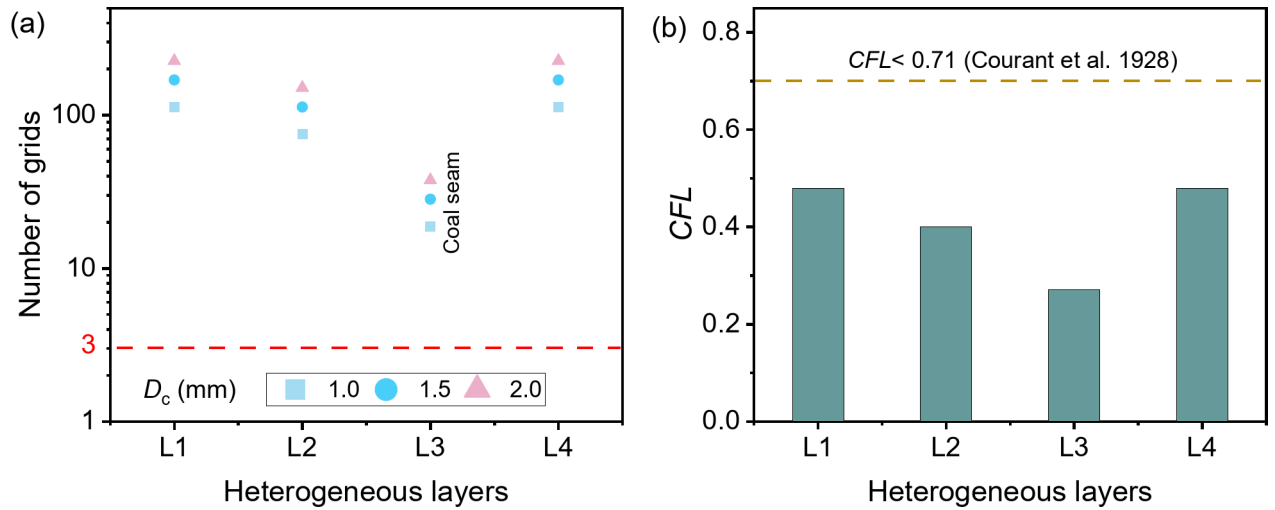 (a)
Number of grids
100
10
3
1
Coal seam
D_c (mm)
1.0
1.5
2.0
L1
L2
L3
L4
Heterogeneous layers
(b)
CFL
0.8
0.6
0.4
0.2
0.0
CFL< 0.71 (Courant et al. 1928)
L1
L2
L3
L4
Heterogeneous layers